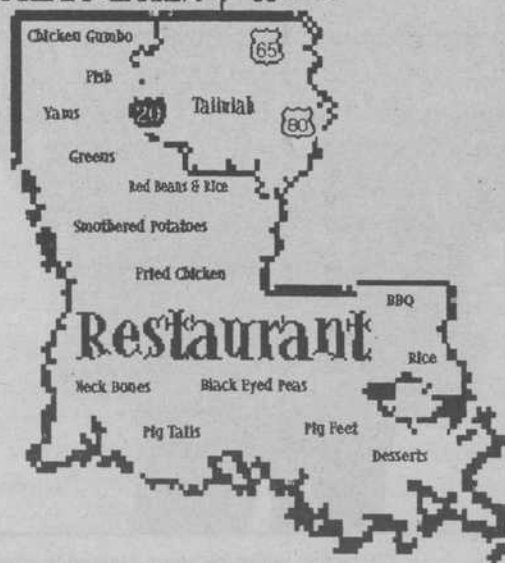 Chicken Gumbo
65
Fish
Yams
20
Tallulah
80
Greens
Red Beans & Rice
Smothered Potatoes
Fried Chicken
BBQ
Restaurant
Rice
Neck Bones
Black Eyed Peas
Pig Tails
Pig Feet
Desserts